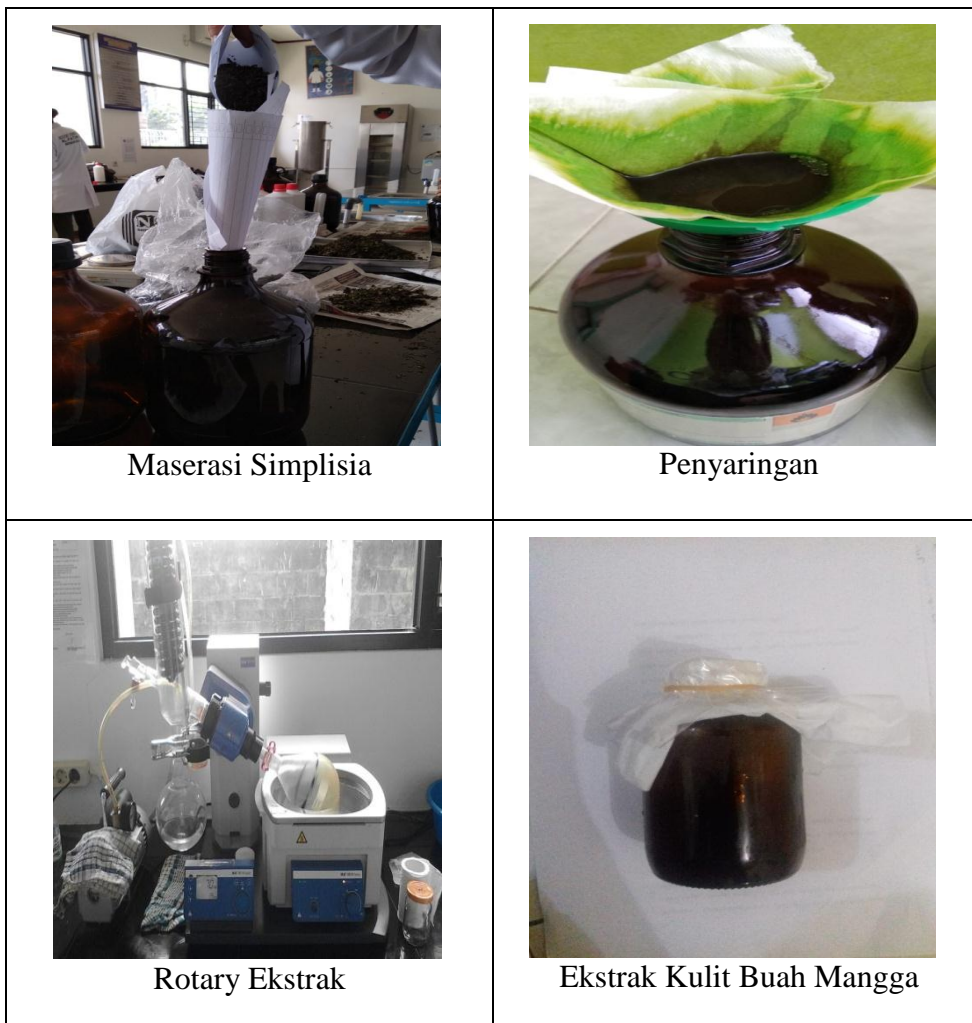 Maserasi Simplisia
Penyaringan
Rotary Ekstrak
Ekstrak Kulit Buah Mangga